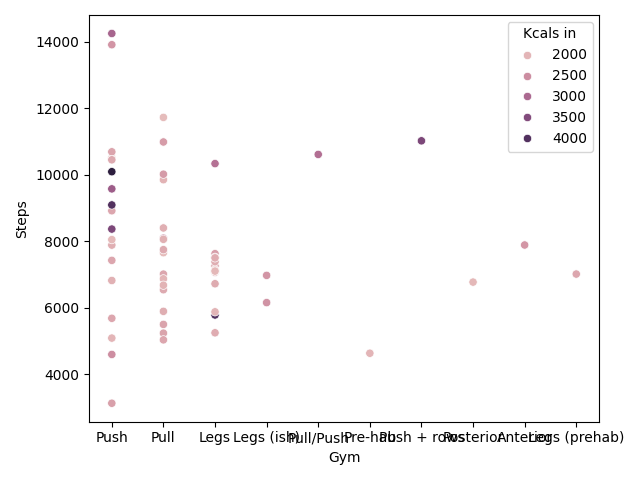 Kcals in
2000
2500
3000
3500
4000
14000
12000
10000
8000
6000
4000
Steps
Push Pull Legs Legs (ish) Pull/Push Pre-hab Push + rows Posterior Anterior Legs (prehab)
Gym